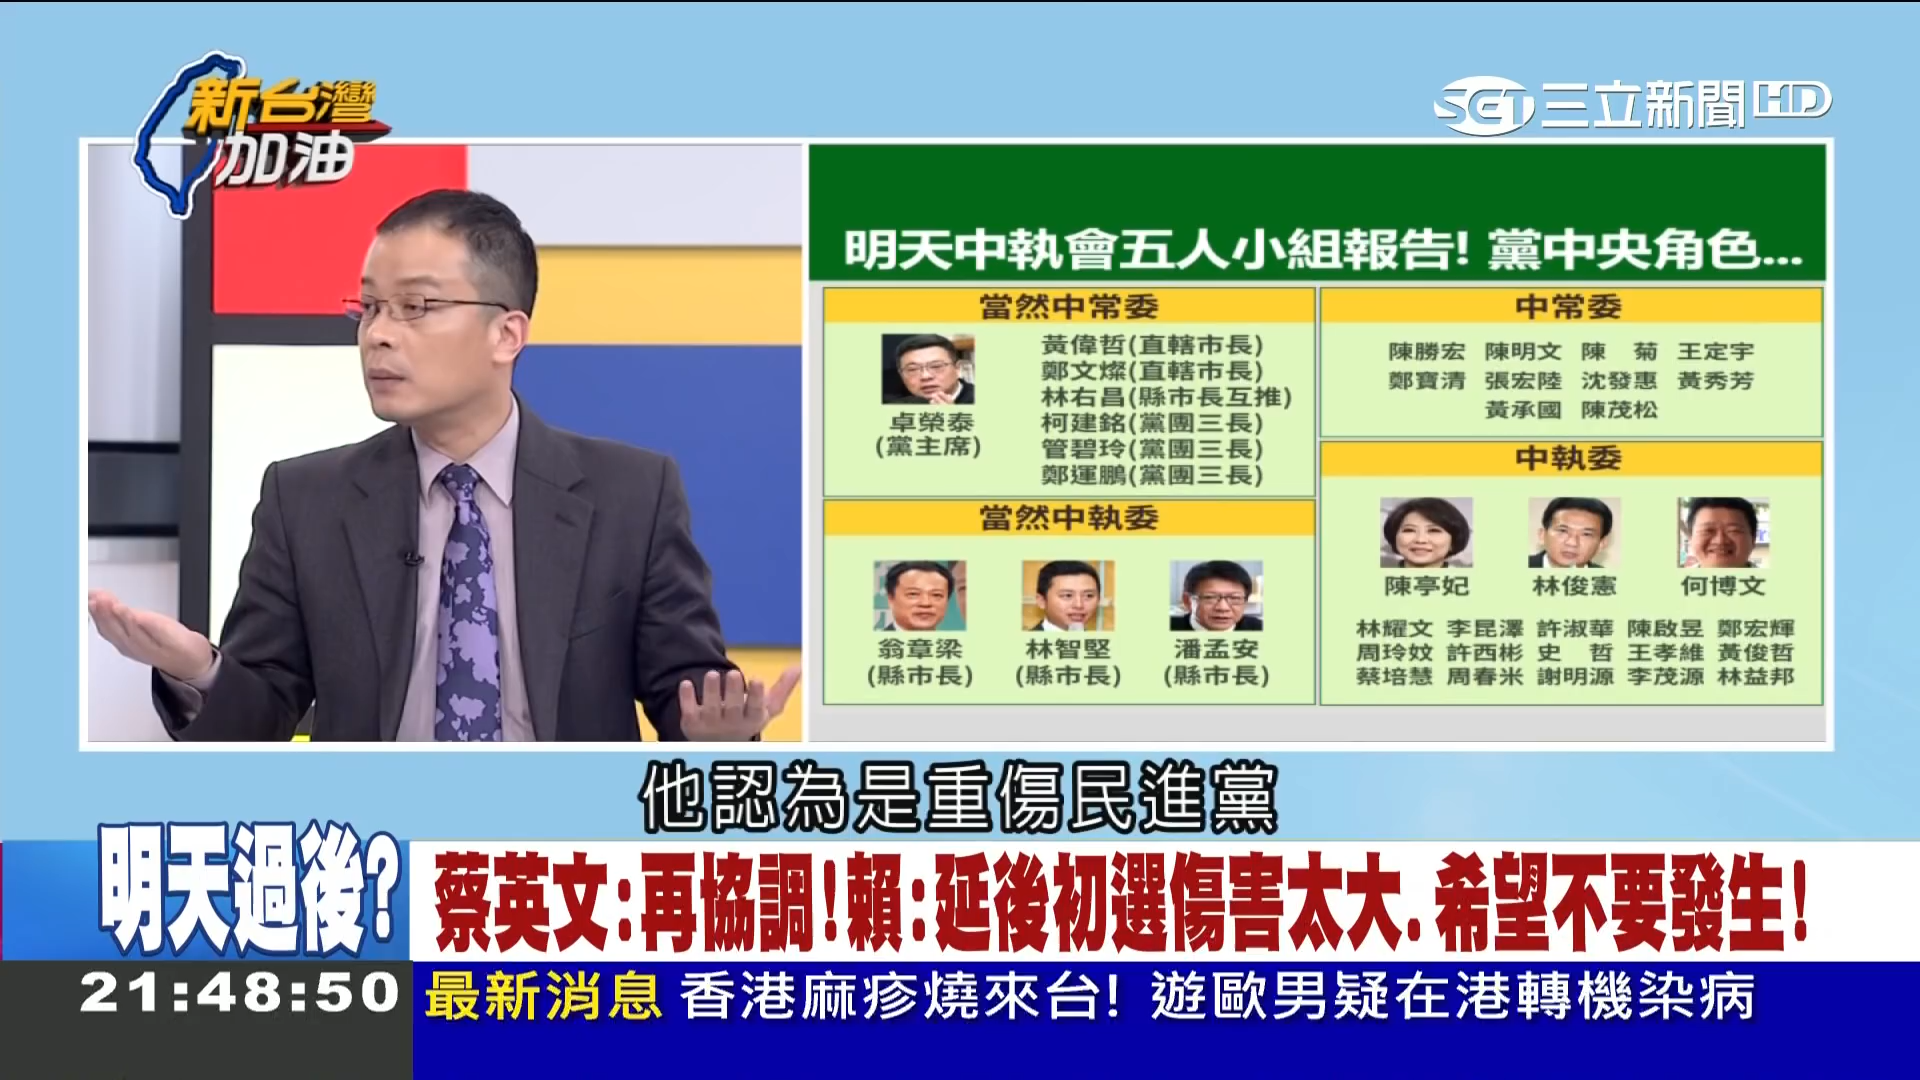 新台灣
加油
SET三立新聞HD
明天中執會五人小組報告! 黨中央角色...
當然中常委
卓榮泰
(黨主席)
黃偉哲(直轄市長)
鄭文燦(直轄市長)
林右昌(縣市長互推)
柯建銘(黨團三長)
管碧玲(黨團三長)
鄭運鵬(黨團三長)
當然中執委
翁章梁 林智堅 潘孟安
(縣市長) (縣市長) (縣市長)
中常委
陳勝宏 陳明文 陳 菊 王定宇
鄭寶清 張宏陸 沈發惠 黃秀芳
黃承國 陳茂松
中執委
陳亭妃 林俊憲 何博文
林耀文 李昆澤 許淑華 陳啟昱 鄭宏輝
周玲妏 許西彬 史 哲 王孝維 黃俊哲
蔡培慧 周春米 謝明源 李茂源 林益邦
他認為是重傷民進黨
明天過後?
蔡英文:再協調!賴:延後初選傷害太大.希望不要發生!
21:48:50
最新消息 香港麻疹燒來台! 遊歐男疑在港轉機染病